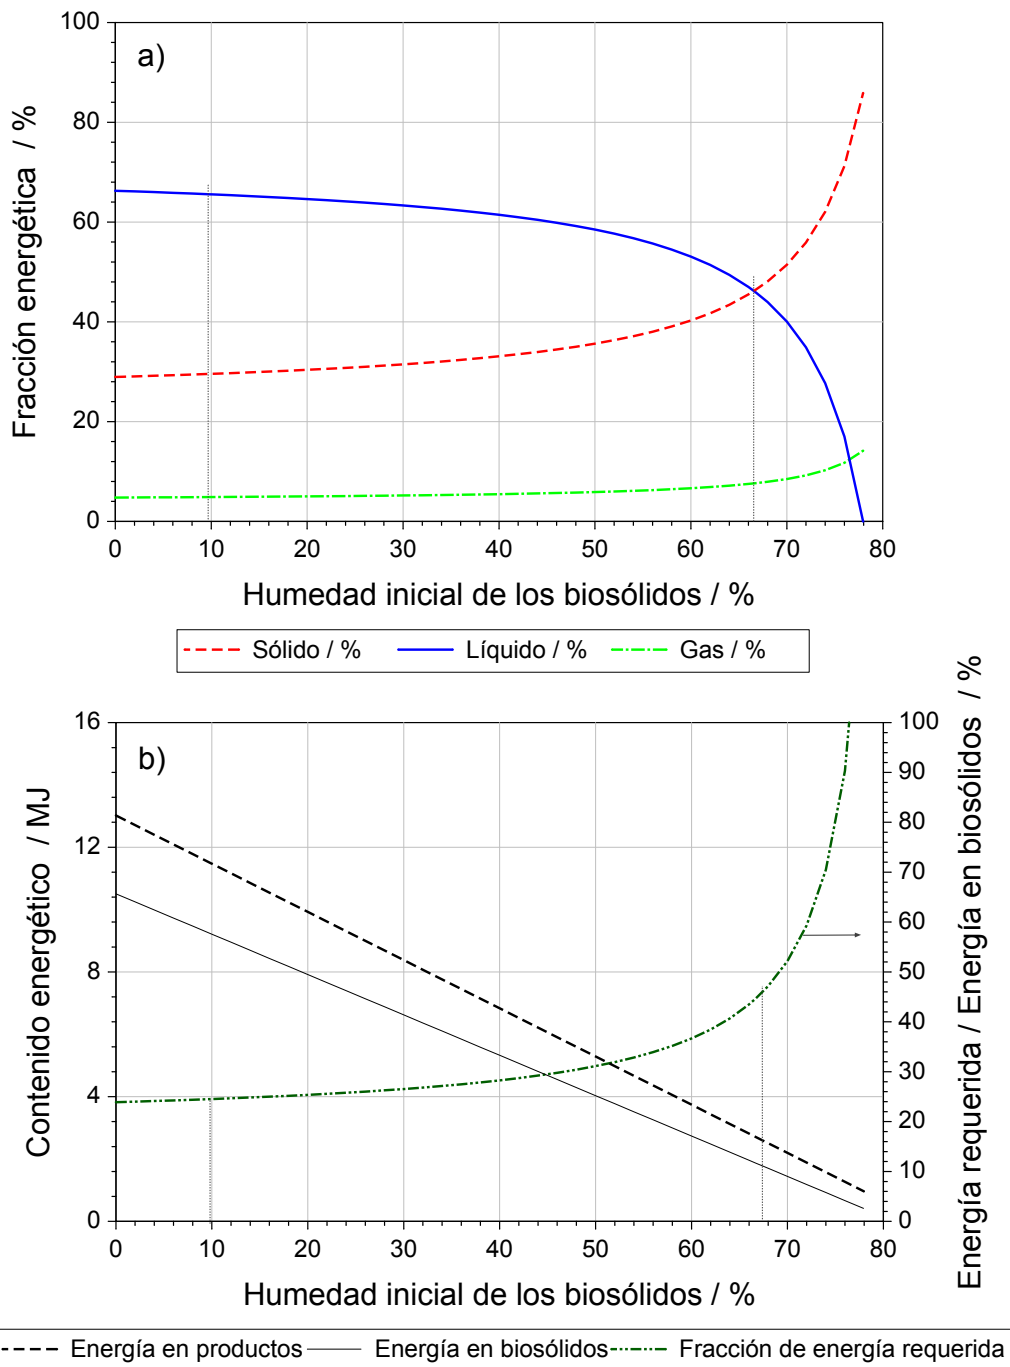 a)
Fracción energética / %
100
80
60
40
20
0
0 10 20 30 40 50 60 70 80
Humedad inicial de los biosólidos / %
Sólido / % Líquido / % Gas / %
b)
Contenido energético / MJ
16
12
8
4
0
Energía requerida / Energía en biosólidos / %
100
90
80
70
60
50
40
30
20
10
0
0 10 20 30 40 50 60 70 80
Humedad inicial de los biosólidos / %
Energía en productos Energía en biosólidos Fracción de energía requerida